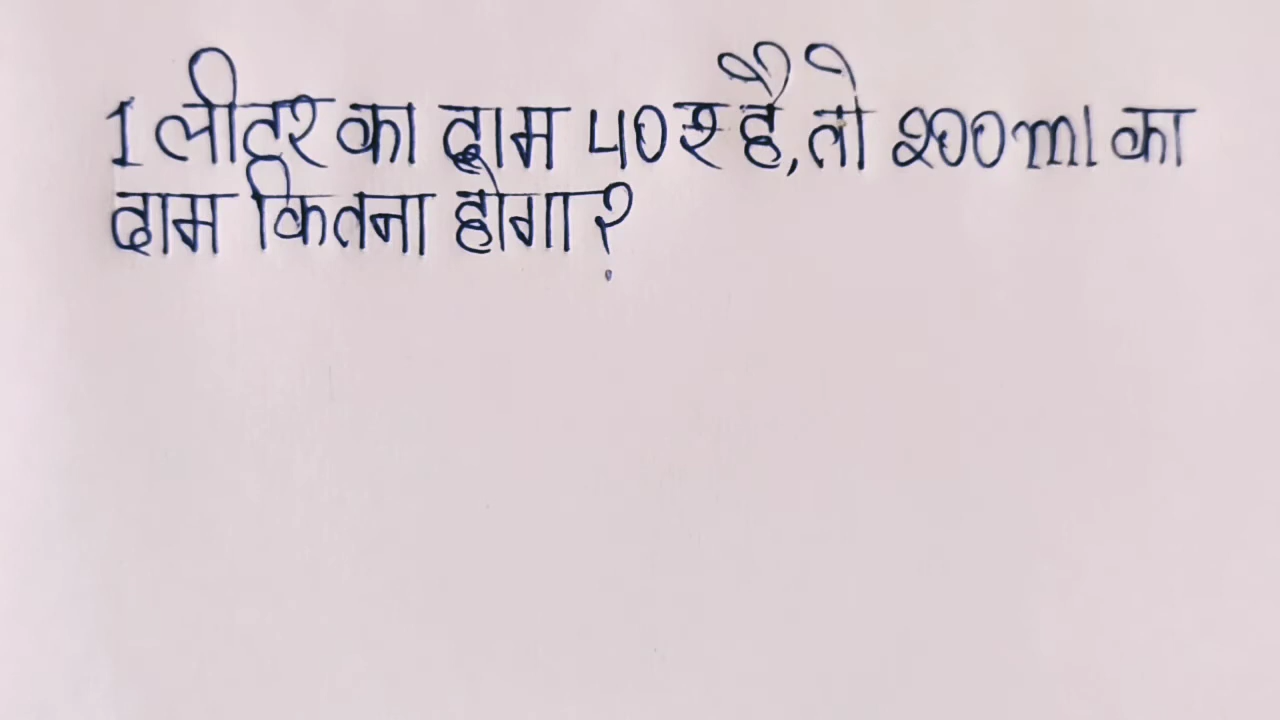 1 लीटर का दाम 40 रु है, तो 200ml का
दाम कितना होगा?